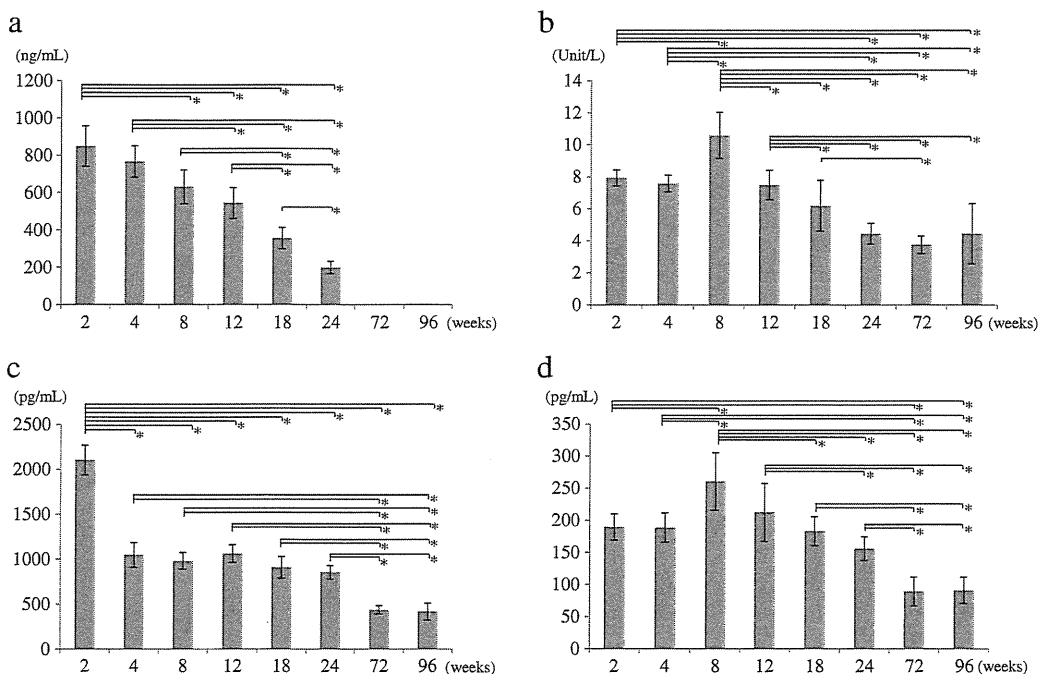 a
(ng/mL)
1200
1000
800
600
400
200
0
2 4 8 12 18 24 72 96 (weeks)
* * * *
* * *
* *
* *
*
b
(Unit/L)
14
12
10
8
6
4
2
0
2 4 8 12 18 24 72 96 (weeks)
* * * *
* * * *
* * * * *
* * * *
*
c
(pg/mL)
2500
2000
1500
1000
500
0
2 4 8 12 18 24 72 96 (weeks)
* * * * * * *
* *
* *
* *
* *
* *
d
(pg/mL)
350
300
250
200
150
100
50
0
2 4 8 12 18 24 72 96 (weeks)
* * *
* * *
* * * *
* * *
* *
* *